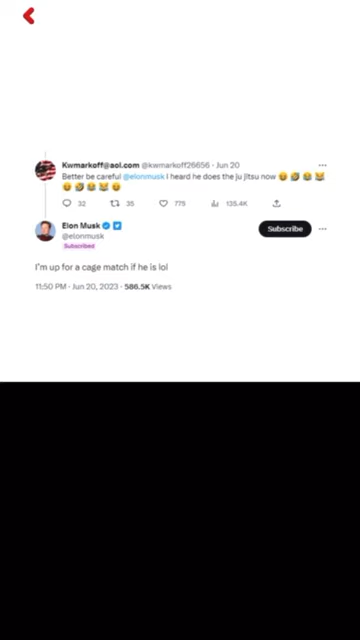 Kwmarkoff@aol.com @kwmarkoff26656 · Jun 20
Better be careful @elonmusk I heard he does the ju jitsu now 😆 🤣 😂 😹
😆 🤣 😂 😹 😆
32 35 775 135.4K
Elon Musk
@elonmusk
Subscribed
Subscribe
I'm up for a cage match if he is lol
11:50 PM · Jun 20, 2023 · 586.5K Views